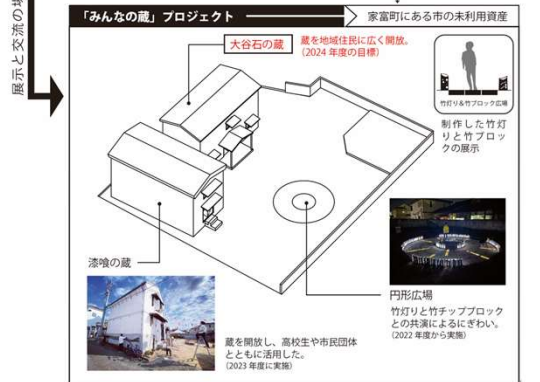 展示と交流の場
「みんなの蔵」プロジェクト
家富町にある市の未利用資産
大谷石の蔵
蔵を地域住民に広く開放。
（2024 年度の目標）
竹灯り＆竹ブロック広場
制作した竹灯
りと竹ブロッ
クの展示
漆喰の蔵
円形広場
竹灯りと竹チップブロック
との共演によるにぎわい。
（2022 年度から実施）
蔵を開放し、高校生や市民団体
とともに活用した。
（2023 年度に実施）